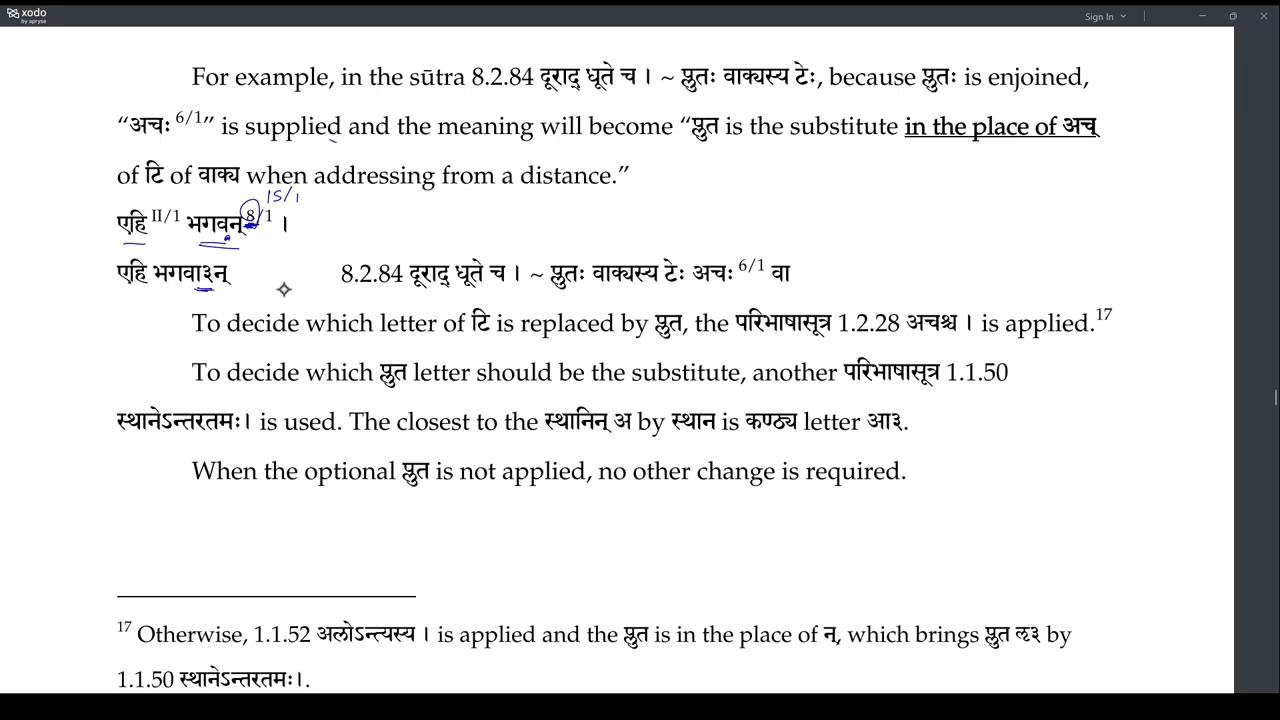 xodo
by apryse
Sign In
For example, in the sūtra 8.2.84 दूराद् धूते च । ~ प्लुतः वाक्यस्य टेः, because प्लुतः is enjoined,
“अचः 6/1” is supplied and the meaning will become “प्लुत is the substitute in the place of अच्
of टि of वाक्य when addressing from a distance.”
IS/1
एहि II/1 भगवन् 8/1 ।
एहि भगवा३न् 8.2.84 दूराद् धूते च । ~ प्लुतः वाक्यस्य टेः अचः 6/1 वा
To decide which letter of टि is replaced by प्लुत, the परिभाषासूत्र 1.2.28 अचश्च । is applied.17
To decide which प्लुत letter should be the substitute, another परिभाषासूत्र 1.1.50
स्थानेऽन्तरतमः। is used. The closest to the स्थानिन् अ by स्थान is कण्ठ्य letter आ३.
When the optional प्लुत is not applied, no other change is required.
17 Otherwise, 1.1.52 अलोऽन्त्यस्य । is applied and the प्लुत is in the place of न्, which brings प्लुत ऌ३ by
1.1.50 स्थानेऽन्तरतमः।.